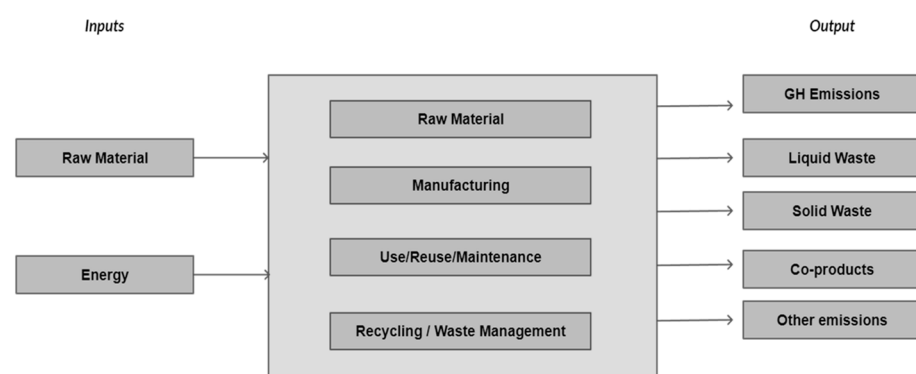 Inputs
Output
Raw Material
Energy
Raw Material
Manufacturing
Use/Reuse/Maintenance
Recycling / Waste Management
GH Emissions
Liquid Waste
Solid Waste
Co-products
Other emissions